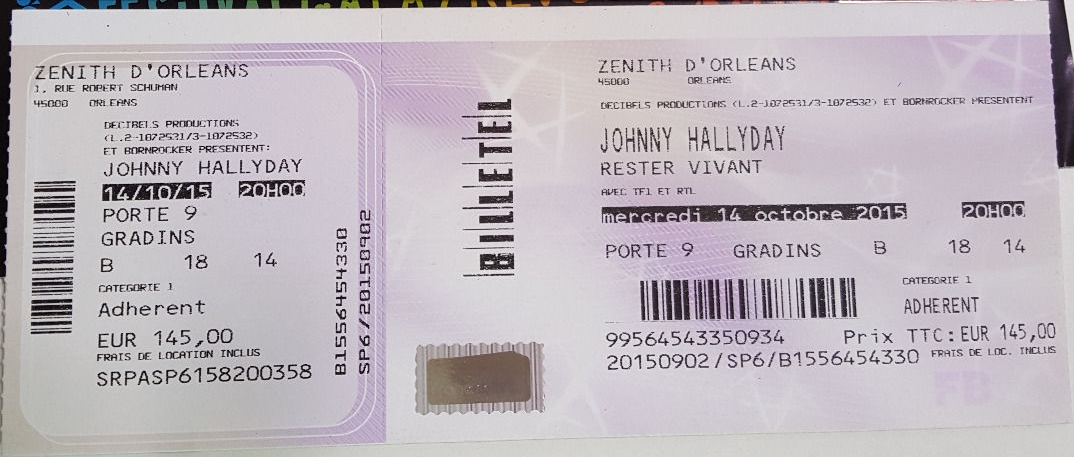 ZENITH D'ORLEANS
1, RUE ROBERT SCHUMAN
45000 ORLEANS
DECIBELS PRODUCTIONS
(L.2-1072531/3-1072532)
ET BORNROCKER PRESENTENT:
JOHNNY HALLYDAY
14/10/15 20H00
PORTE 9
GRADINS
B 18 14
CATEGORIE 1
Adherent
EUR 145,00
FRAIS DE LOCATION INCLUS
SRPASP6158200358
B1556454330
SP6/20150902
BILLETEL
ZENITH D'ORLEANS
45000 ORLEANS
DECIBELS PRODUCTIONS (L.2-1072531/3-1072532) ET BORNROCKER PRESENTENT
JOHNNY HALLYDAY
RESTER VIVANT
AVEC TF1 ET RTL
mercredi 14 octobre 2015 20H00
PORTE 9 GRADINS B 18 14
CATEGORIE 1
ADHERENT
99564543350934 Prix TTC: EUR 145,00
20150902/SP6/B1556454330 FRAIS DE LOC. INCLUS
FB